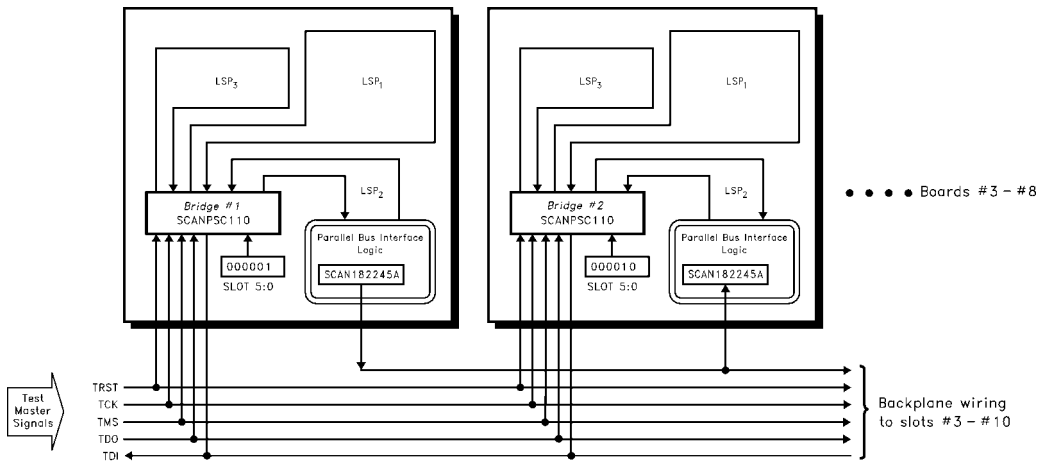 LSP3
LSP1
Bridge #1
SCANPSC110
LSP2
Parallel Bus Interface
Logic
SCAN182245A
000001
SLOT 5:0
LSP3
LSP1
Bridge #2
SCANPSC110
LSP2
Parallel Bus Interface
Logic
SCAN182245A
000010
SLOT 5:0
Boards #3 – #8
Test
Master
Signals
TRST
TCK
TMS
TDO
TDI
Backplane wiring
to slots #3 – #10